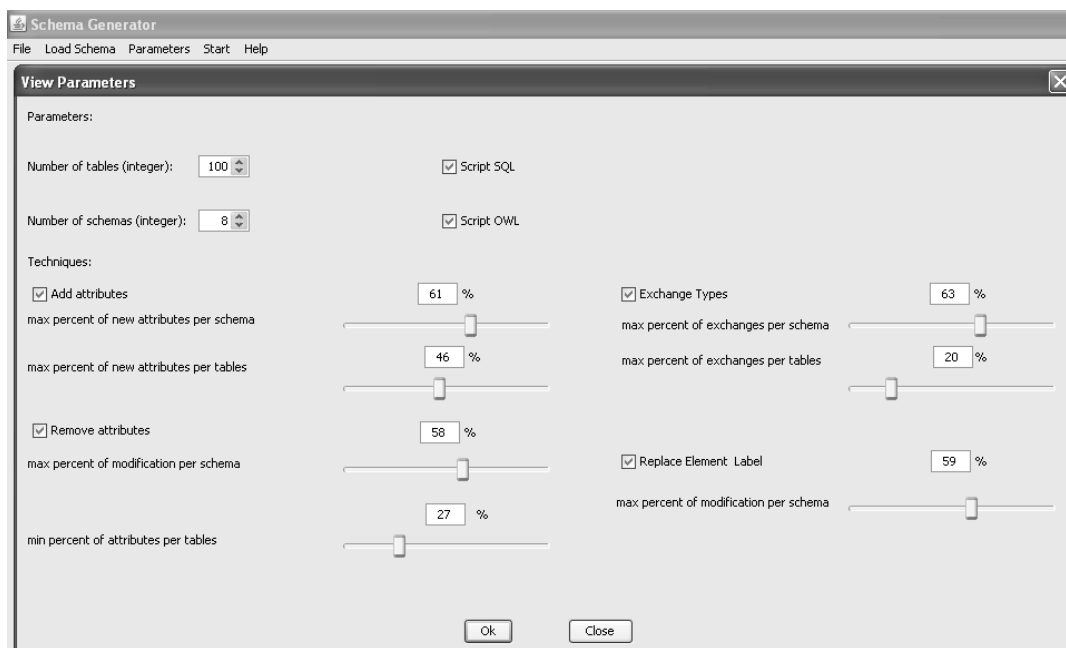 Schema Generator
File Load Schema Parameters Start Help
View Parameters
Parameters:
Number of tables (integer): 100 Script SQL
Number of schemas (integer): 8 Script OWL
Techniques:
Add attributes 61 % Exchange Types 63 %
max percent of new attributes per schema max percent of exchanges per schema
max percent of new attributes per tables 46 % max percent of exchanges per tables 20 %
Remove attributes 58 %
max percent of modification per schema Replace Element Label 59 %
max percent of modification per schema
27 %
min percent of attributes per tables
Ok Close